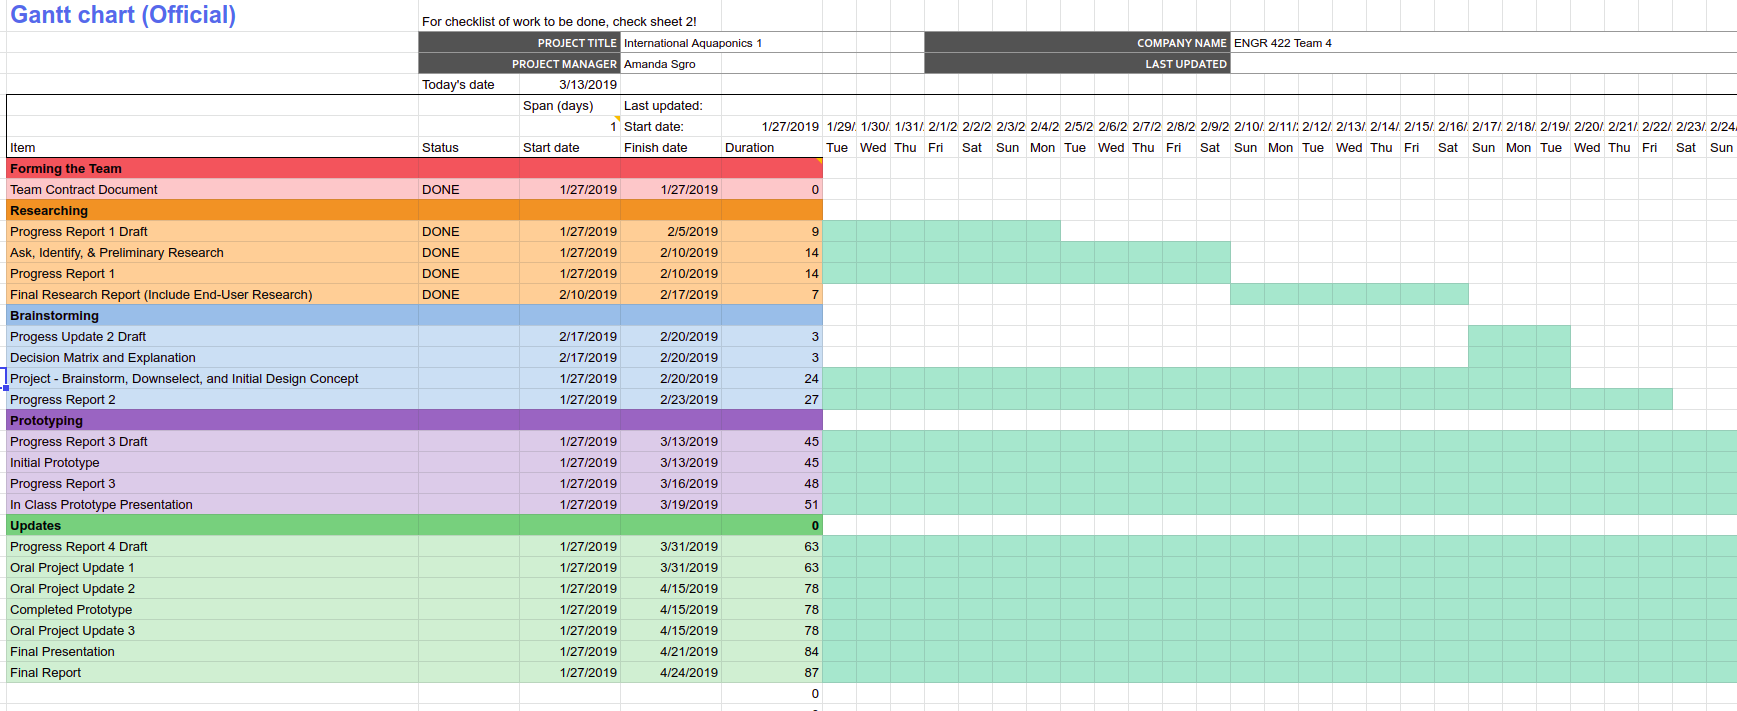 Gantt chart (Official)
For checklist of work to be done, check sheet 2!
PROJECT TITLE International Aquaponics 1 COMPANY NAME ENGR 422 Team 4
PROJECT MANAGER Amanda Sgro LAST UPDATED
Today's date 3/13/2019
Span (days) Last updated:
1 Start date: 1/27/2019 1/29/ 1/30/ 1/31/ 2/1/2 2/2/2 2/3/2 2/4/2 2/5/2 2/6/2 2/7/2 2/8/2 2/9/2 2/10/ 2/11/ 2/12/ 2/13/ 2/14/ 2/15/ 2/16/ 2/17/ 2/18/ 2/19/ 2/20/ 2/21/ 2/22/ 2/23/ 2/24/
Item Status Start date Finish date Duration Tue Wed Thu Fri Sat Sun Mon Tue Wed Thu Fri Sat Sun Mon Tue Wed Thu Fri Sat Sun Mon Tue Wed Thu Fri Sat Sun
Forming the Team
Team Contract Document DONE 1/27/2019 1/27/2019 0
Researching
Progress Report 1 Draft DONE 1/27/2019 2/5/2019 9
Ask, Identify, & Preliminary Research DONE 1/27/2019 2/10/2019 14
Progress Report 1 DONE 1/27/2019 2/10/2019 14
Final Research Report (Include End-User Research) DONE 2/10/2019 2/17/2019 7
Brainstorming
Progess Update 2 Draft 2/17/2019 2/20/2019 3
Decision Matrix and Explanation 2/17/2019 2/20/2019 3
Project - Brainstorm, Downselect, and Initial Design Concept 1/27/2019 2/20/2019 24
Progress Report 2 1/27/2019 2/23/2019 27
Prototyping
Progress Report 3 Draft 1/27/2019 3/13/2019 45
Initial Prototype 1/27/2019 3/13/2019 45
Progress Report 3 1/27/2019 3/16/2019 48
In Class Prototype Presentation 1/27/2019 3/19/2019 51
Updates 0
Progress Report 4 Draft 1/27/2019 3/31/2019 63
Oral Project Update 1 1/27/2019 3/31/2019 63
Oral Project Update 2 1/27/2019 4/15/2019 78
Completed Prototype 1/27/2019 4/15/2019 78
Oral Project Update 3 1/27/2019 4/15/2019 78
Final Presentation 1/27/2019 4/21/2019 84
Final Report 1/27/2019 4/24/2019 87
0